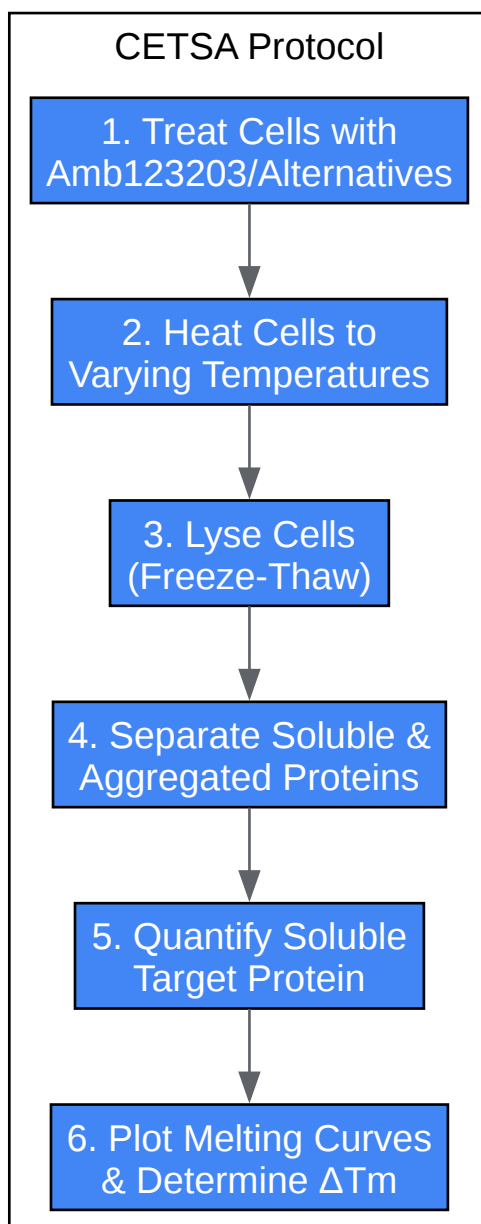 CETSA Protocol
1. Treat Cells with
Amb123203/Alternatives
2. Heat Cells to
Varying Temperatures
3. Lyse Cells
(Freeze-Thaw)
4. Separate Soluble &
Aggregated Proteins
5. Quantify Soluble
Target Protein
6. Plot Melting Curves
& Determine ΔTm